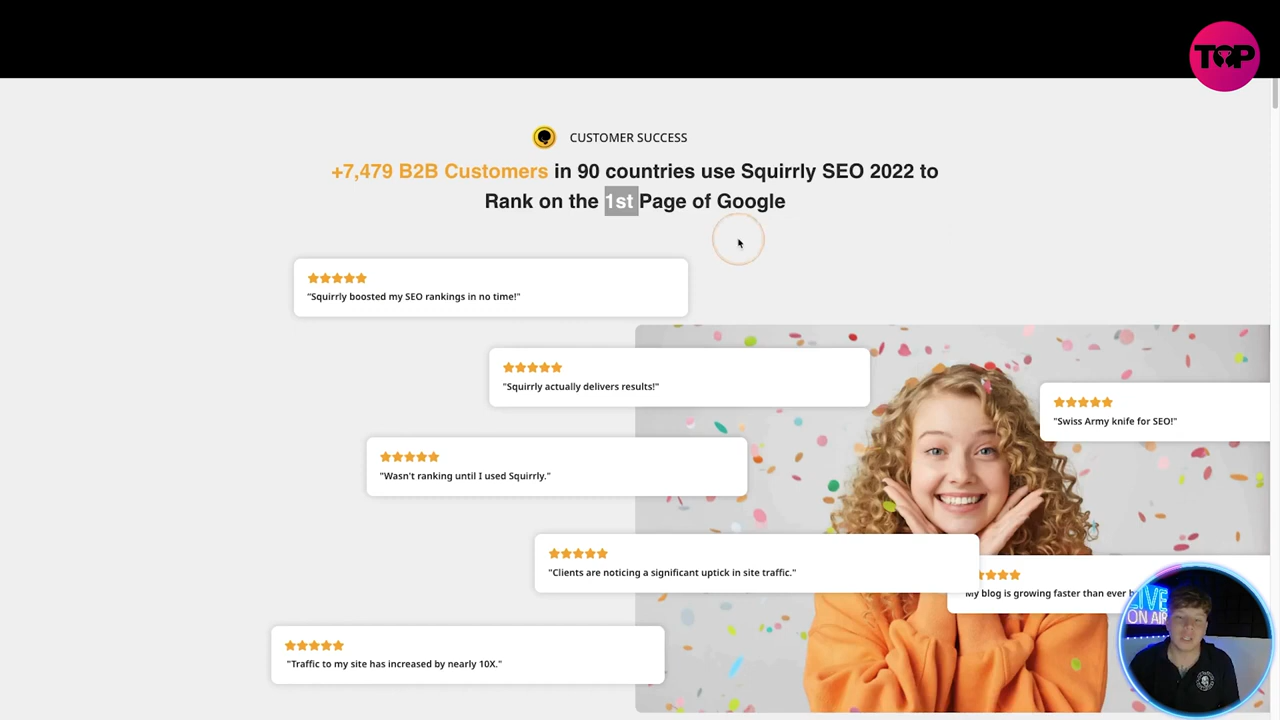 TOP
CUSTOMER SUCCESS
+7,479 B2B Customers in 90 countries use Squirrly SEO 2022 to
Rank on the 1st Page of Google
"Squirrly boosted my SEO rankings in no time!"
"Squirrly actually delivers results!"
"Swiss Army knife for SEO!"
"Wasn't ranking until I used Squirrly."
"Clients are noticing a significant uptick in site traffic."
My blog is growing faster than ever
LIVE
ON AIR
"Traffic to my site has increased by nearly 10X."